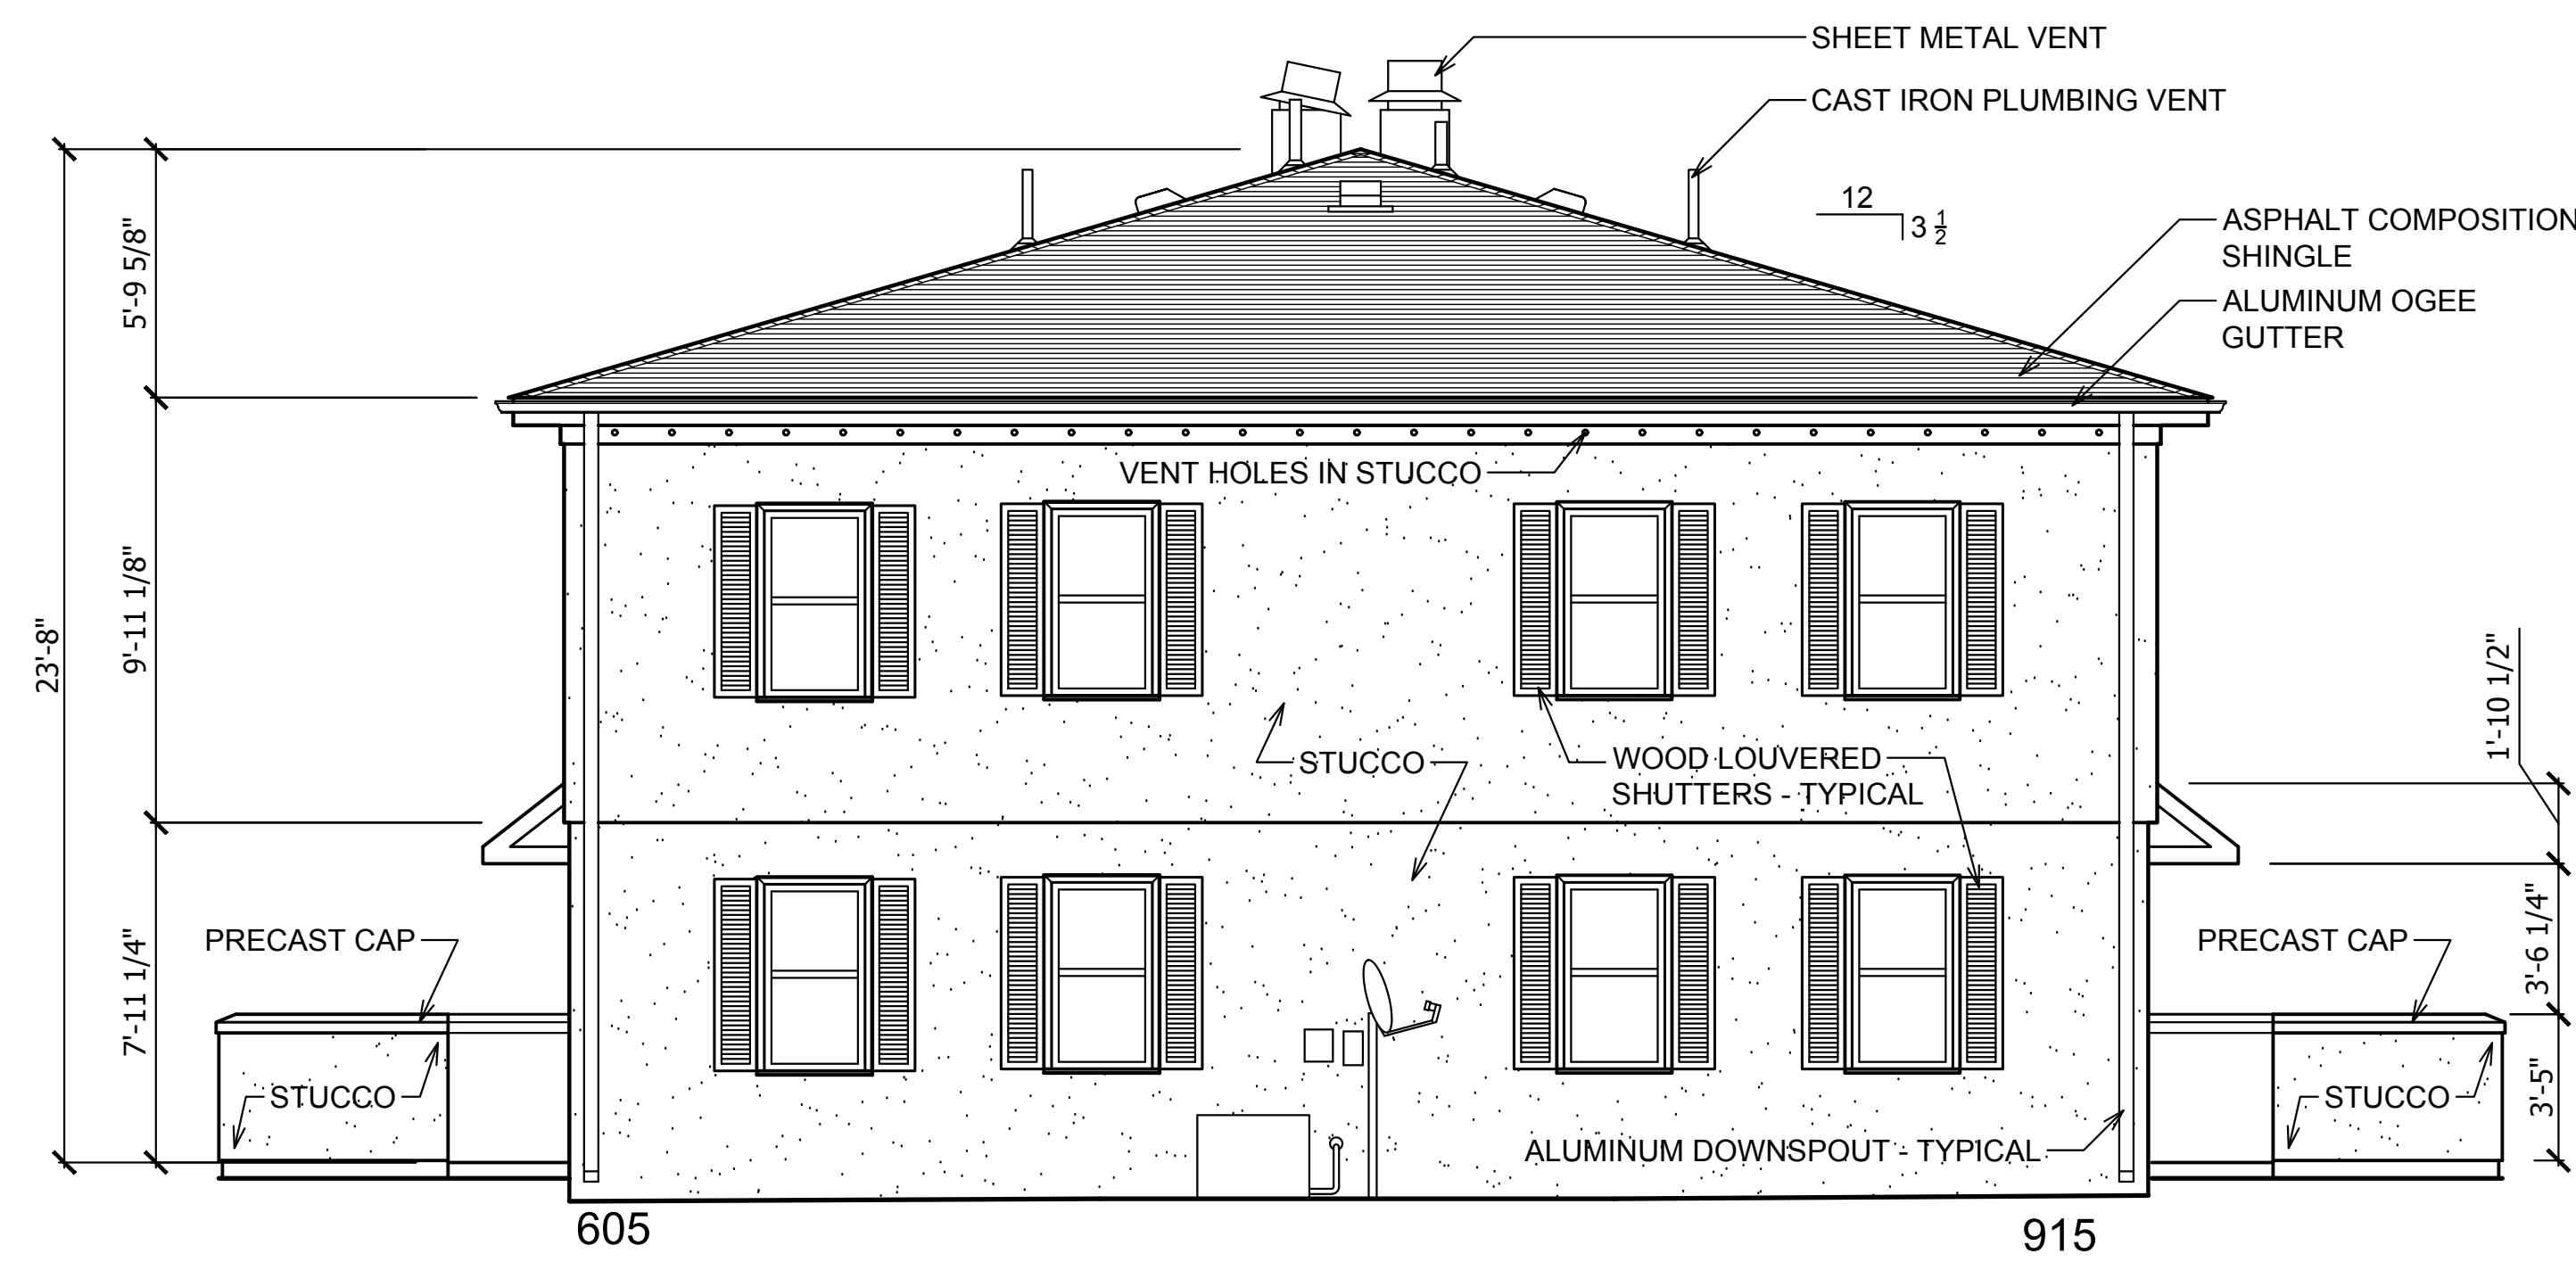 SHEET METAL VENT
CAST IRON PLUMBING VENT
12
3 1/2
ASPHALT COMPOSITION
SHINGLE
ALUMINUM OGEE
GUTTER
5'-9 5/8"
VENT HOLES IN STUCCO
9'-11 1/8"
23'-8"
1'-10 1/2"
STUCCO
WOOD LOUVERED
SHUTTERS - TYPICAL
PRECAST CAP
7'-11 1/4"
STUCCO
PRECAST CAP
3'-6 1/4"
STUCCO
3'-5"
ALUMINUM DOWNSPOUT - TYPICAL
605
915